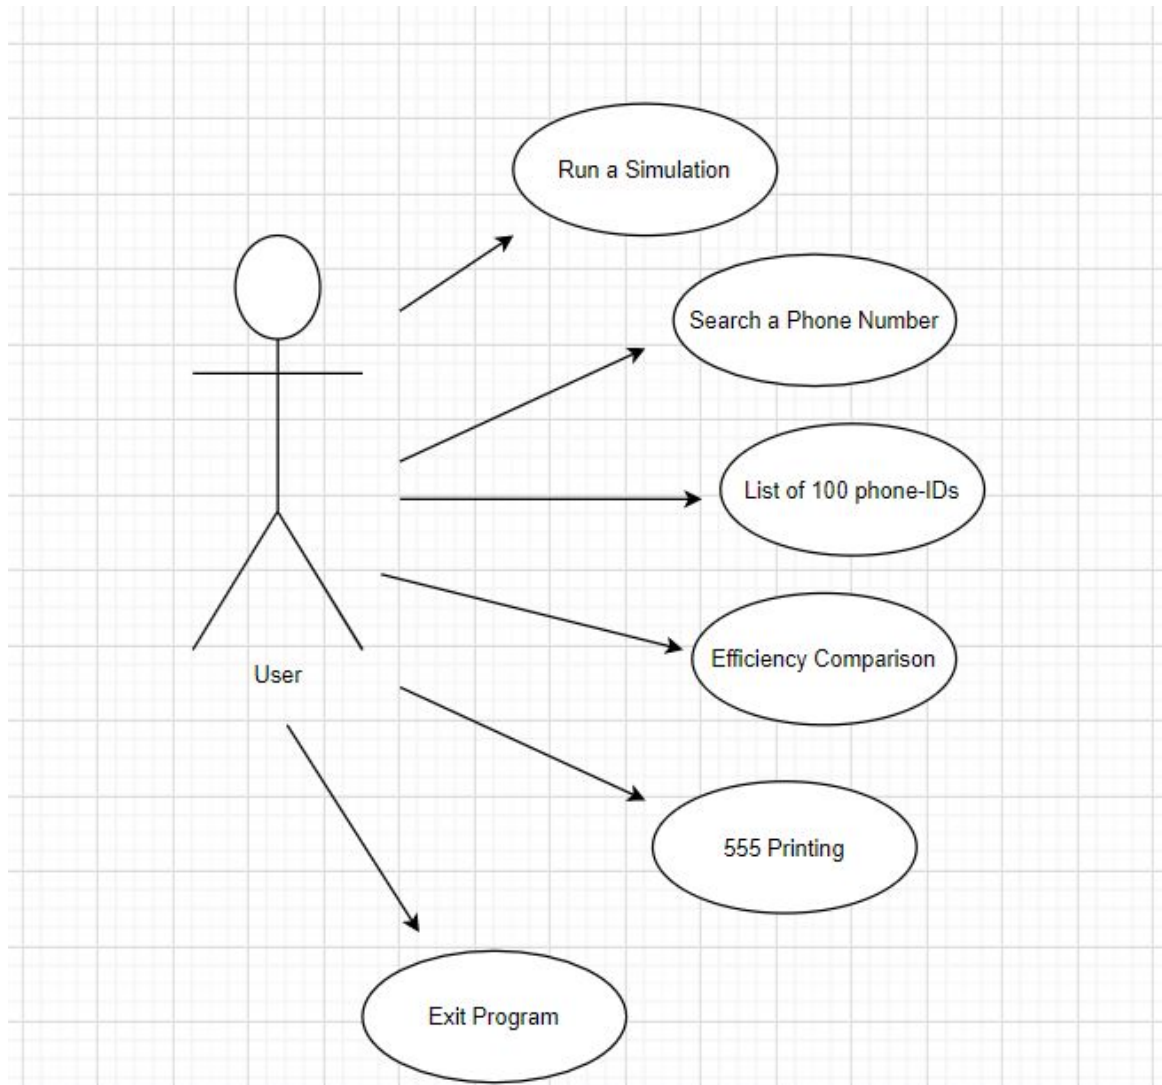 Run a Simulation
Search a Phone Number
List of 100 phone-IDs
Efficiency Comparison
User
555 Printing
Exit Program